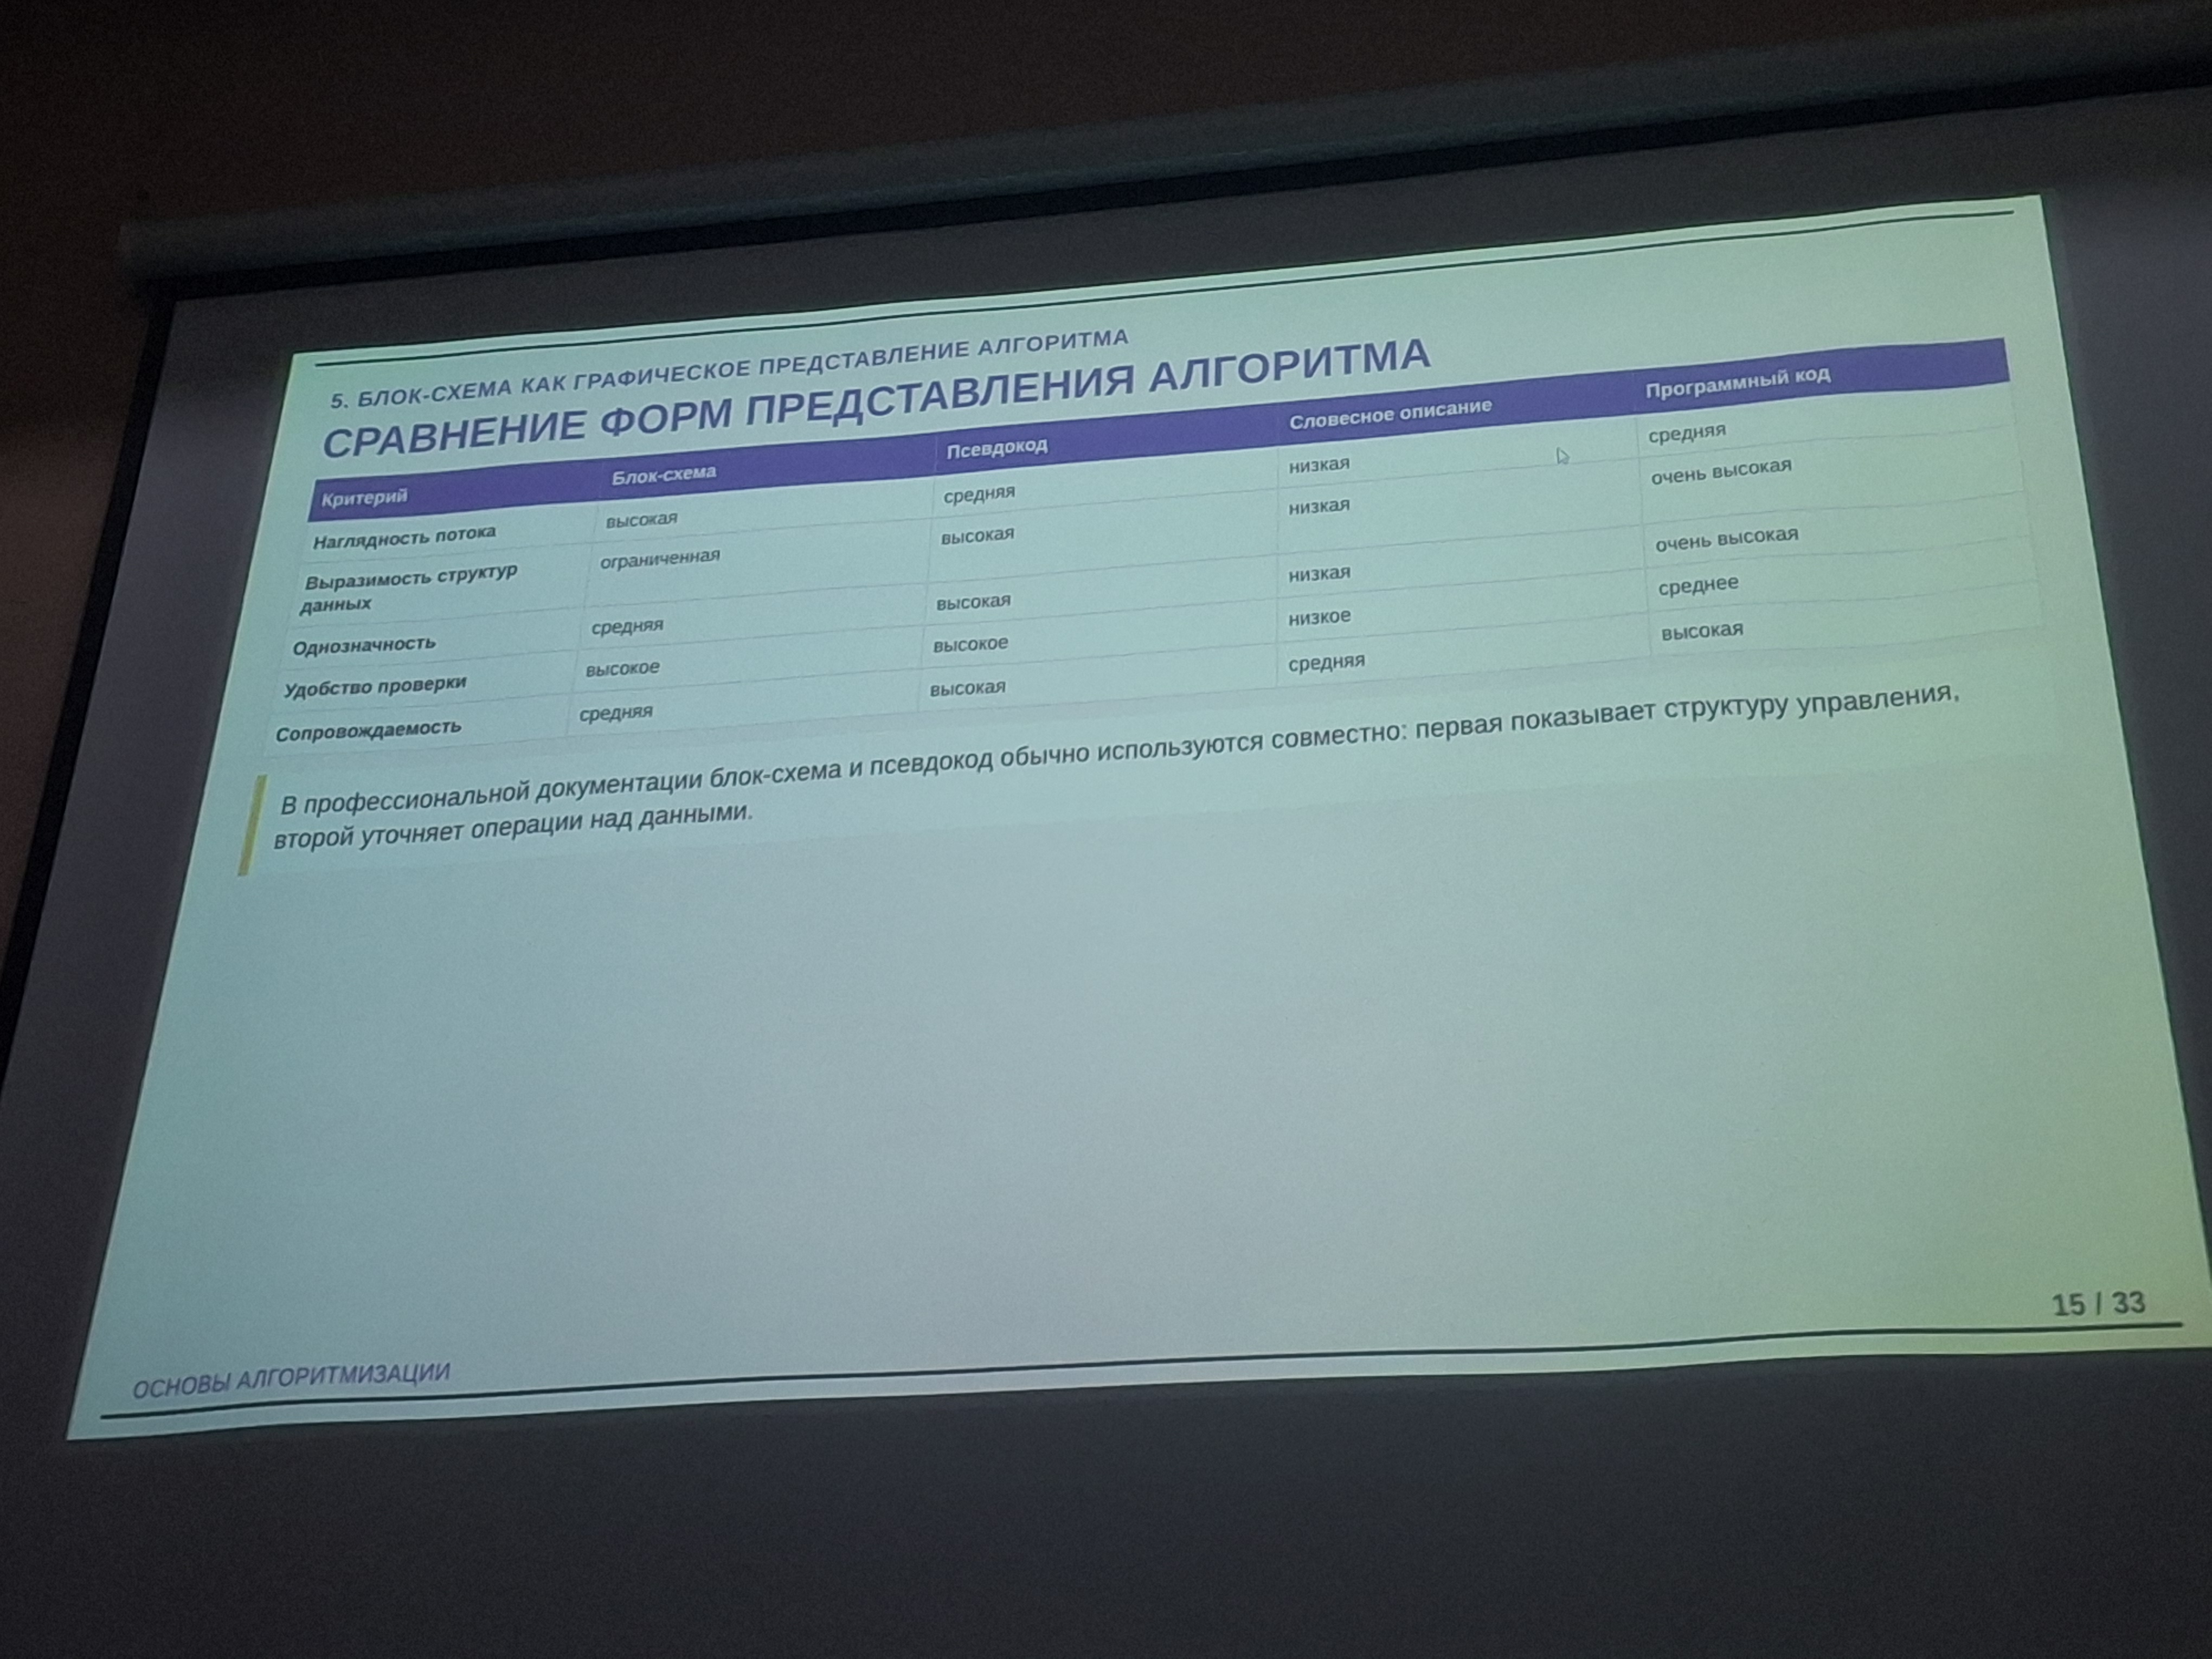 5. БЛОК-СХЕМА КАК ГРАФИЧЕСКОЕ ПРЕДСТАВЛЕНИЕ АЛГОРИТМА
СРАВНЕНИЕ ФОРМ ПРЕДСТАВЛЕНИЯ АЛГОРИТМА
Критерий Блок-схема Псевдокод Словесное описание Программный код
Наглядность потока высокая средняя низкая средняя
Выразимость структур ограниченная высокая низкая очень высокая
данных
Однозначность средняя высокая низкая очень высокая
Удобство проверки высокое высокое низкое среднее
Сопровождаемость средняя высокая средняя высокая
В профессиональной документации блок-схема и псевдокод обычно используются совместно: первая показывает структуру управления,
второй уточняет операции над данными.
15 / 33
ОСНОВЫ АЛГОРИТМИЗАЦИИ